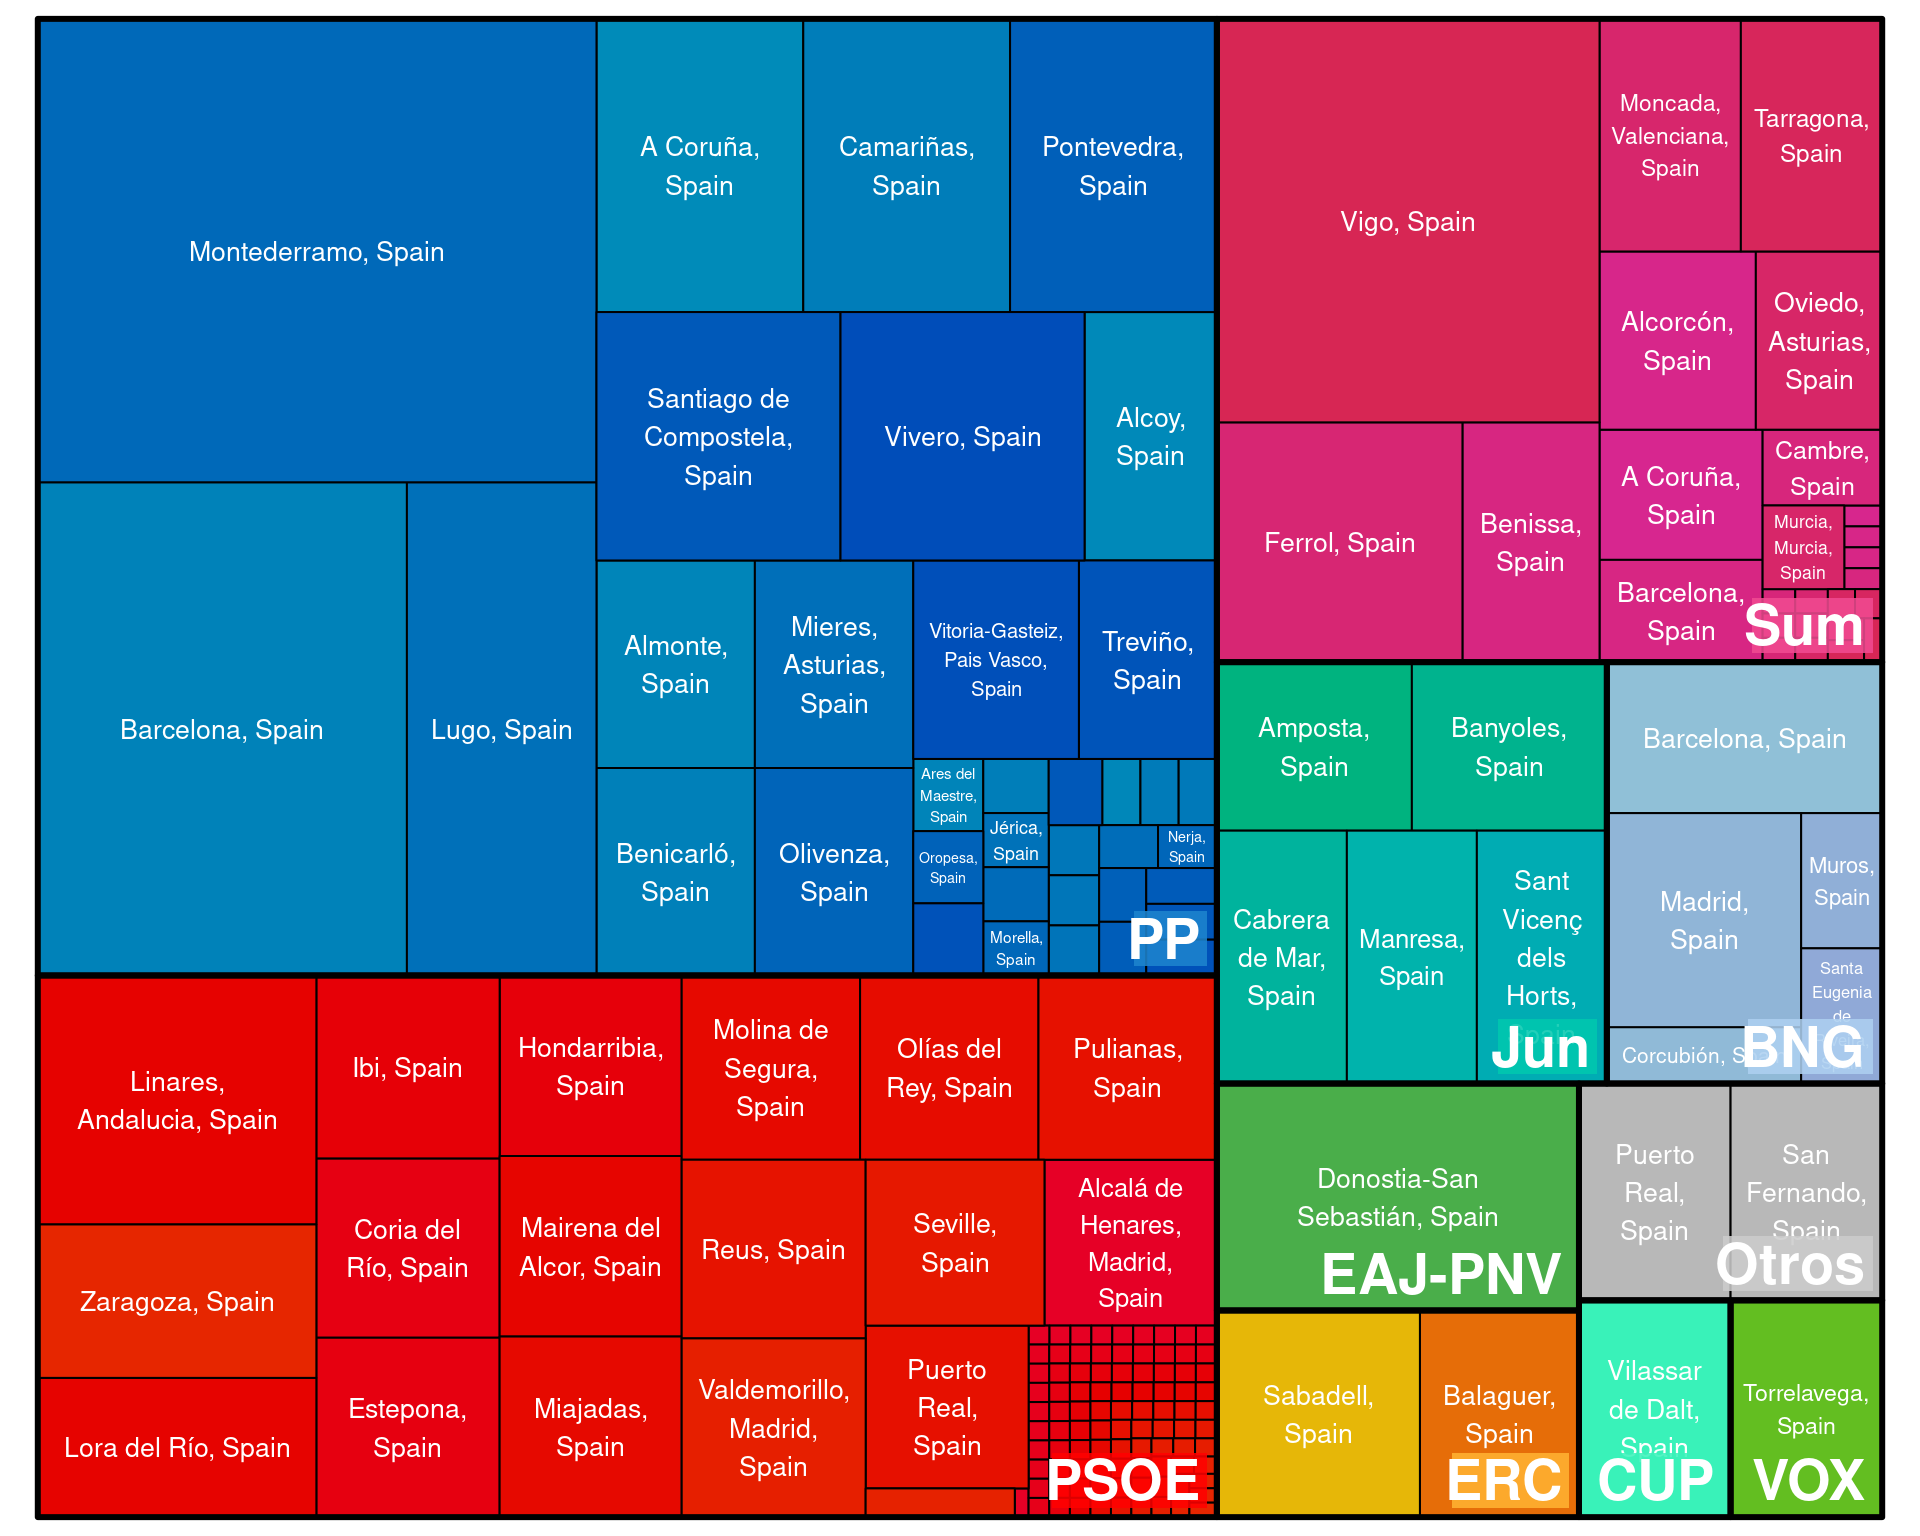 Montederramo, Spain
A Coruña,
Spain
Camariñas,
Spain
Pontevedra,
Spain
Santiago de
Compostela,
Spain
Vivero, Spain
Alcoy,
Spain
Barcelona, Spain
Lugo, Spain
Almonte,
Spain
Mieres,
Asturias,
Spain
Vitoria-Gasteiz,
Pais Vasco,
Spain
Treviño,
Spain
Benicarló,
Spain
Olivenza,
Spain
Ares del
Maestre,
Spain
Oropesa,
Spain
Jérica,
Spain
Morella,
Spain
Nerja,
Spain
PP
Vigo, Spain
Moncada,
Valenciana,
Spain
Tarragona,
Spain
Alcorcón,
Spain
Oviedo,
Asturias,
Spain
Ferrol, Spain
Benissa,
Spain
A Coruña,
Spain
Cambre,
Spain
Murcia,
Murcia,
Spain
Barcelona,
Spain
Sum
Amposta,
Spain
Banyoles,
Spain
Cabrera
de Mar,
Spain
Manresa,
Spain
Sant
Vicenç
dels
Horts,
Spain
Jun
Barcelona, Spain
Madrid,
Spain
Muros,
Spain
Santa
Eugenia
de
Corcubión, Spain
BNG
Linares,
Andalucia, Spain
Zaragoza, Spain
Lora del Río, Spain
Ibi, Spain
Coria del
Río, Spain
Estepona,
Spain
Hondarribia,
Spain
Mairena del
Alcor, Spain
Miajadas,
Spain
Molina de
Segura,
Spain
Olías del
Rey, Spain
Pulianas,
Spain
Reus, Spain
Seville,
Spain
Alcalá de
Henares,
Madrid,
Spain
Valdemorillo,
Madrid,
Spain
Puerto
Real,
Spain
PSOE
Donostia-San
Sebastián, Spain
EAJ-PNV
Puerto
Real,
Spain
San
Fernando,
Spain
Otros
Sabadell,
Spain
Balaguer,
Spain
ERC
Vilassar
de Dalt,
Spain
CUP
Torrelavega,
Spain
VOX